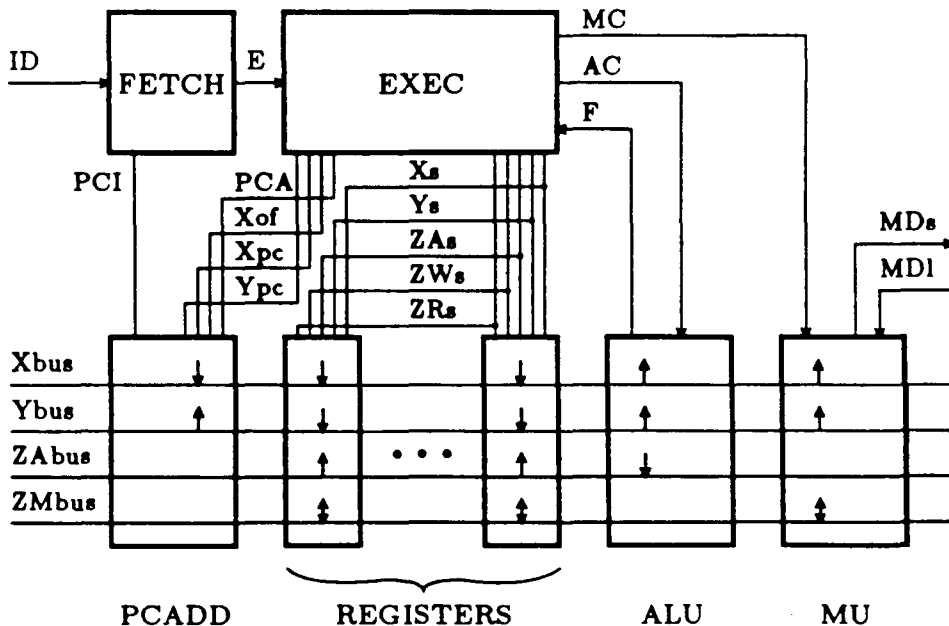 MC
ID
E
FETCH
EXEC
AC
F
PCI
PCA
Xs
Xof
Ys
Xpc
ZAs
MDs
Ypc
ZWs
MDl
ZRs
Xbus
Ybus
ZAbus
• • •
ZMbus
PCADD
REGISTERS
ALU
MU